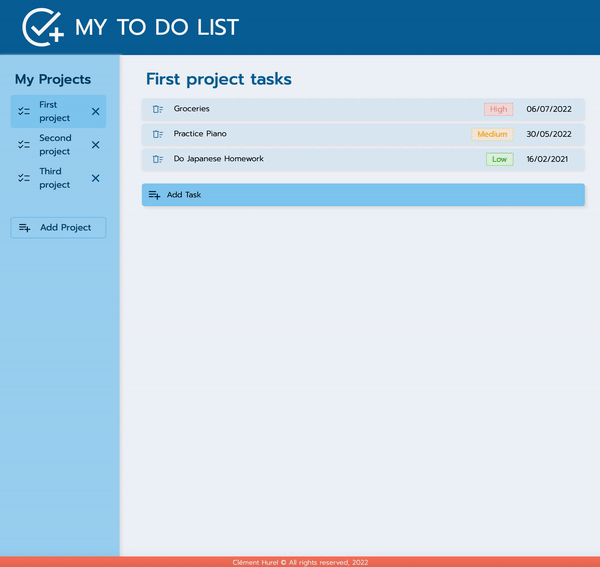 MY TO DO LIST
My Projects
First
project
Second
project
Third
project
Add Project
First project tasks
Groceries High 06/07/2022
Practice Piano Medium 30/05/2022
Do Japanese Homework Low 16/02/2021
Add Task
Clément Hurel © All rights reserved, 2022